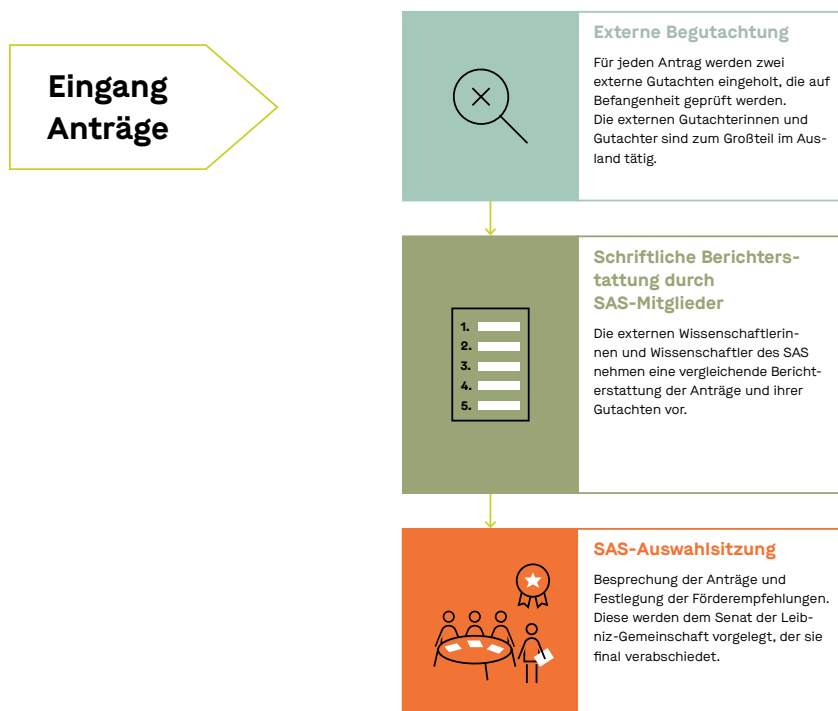 Eingang
Anträge
Externe Begutachtung
Für jeden Antrag werden zwei
externe Gutachten eingeholt, die auf
Befangenheit geprüft werden.
Die externen Gutachterinnen und
Gutachter sind zum Großteil im Aus-
land tätig.
Schriftliche Berichters-
tattung durch
SAS-Mitglieder
1.
2.
3.
4.
5.
Die externen Wissenschaftlerin-
nen und Wissenschaftler des SAS
nehmen eine vergleichende Bericht-
erstattung der Anträge und ihrer
Gutachten vor.
SAS-Auswahlsitzung
Besprechung der Anträge und
Festlegung der Förderempfehlungen.
Diese werden dem Senat der Leib-
niz-Gemeinschaft vorgelegt, der sie
final verabschiedet.